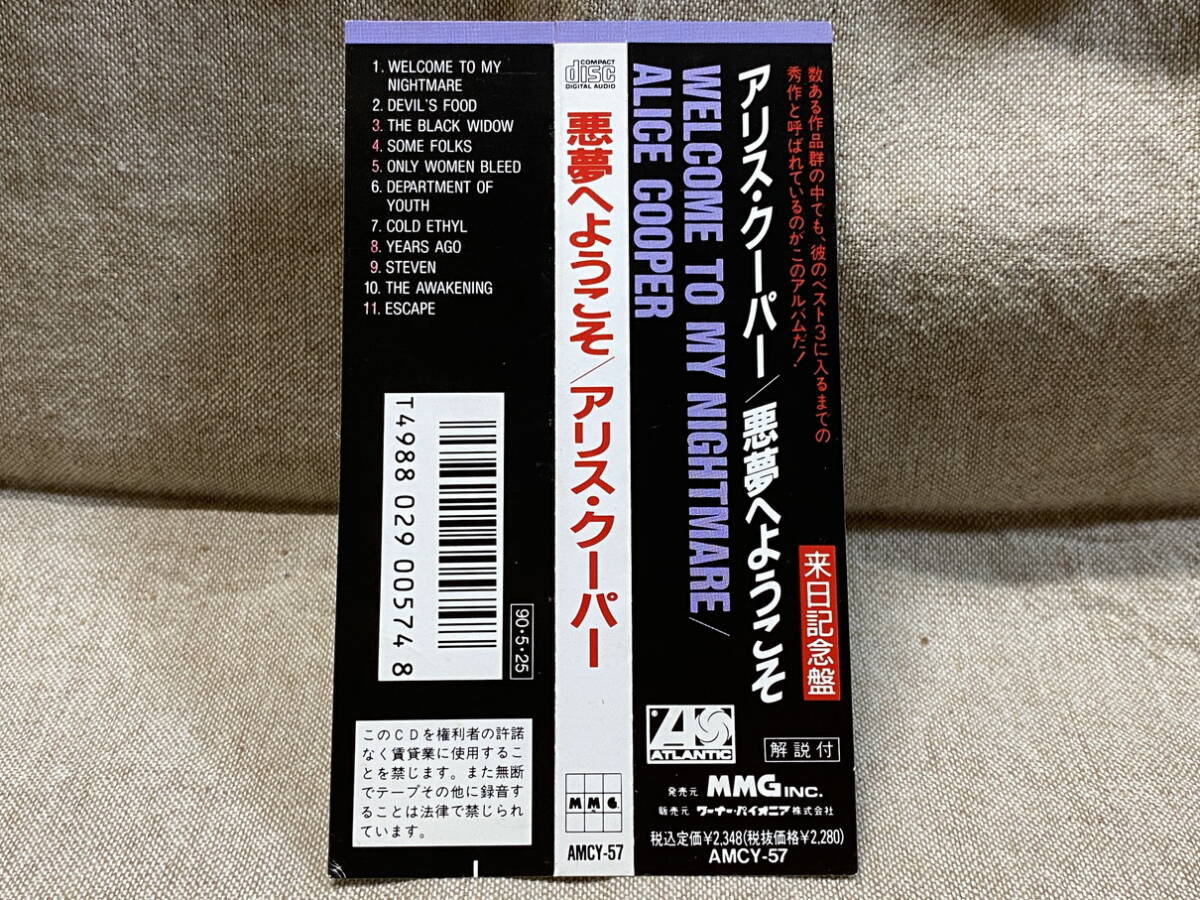 1. WELCOME TO MY
NIGHTMARE
2. DEVIL'S FOOD
3. THE BLACK WIDOW
4. SOME FOLKS
5. ONLY WOMEN BLEED
6. DEPARTMENT OF
YOUTH
7. COLD ETHYL
8. YEARS AGO
9. STEVEN
10. THE AWAKENING
11. ESCAPE
T4988 029 00574 8
90・5・25
このCDを権利者の許諾
なく賃貸業に使用するこ
とを禁じます。また無断
でテープその他に録音す
ることは法律で禁じられ
ています。
COMPACT
disc
DIGITAL AUDIO
悪夢へようこそ/アリス・クーパー
MMG
AMCY-57
数ある作品群の中でも、彼のベスト3に入るまでの
秀作と呼ばれているのがこのアルバムだ!
アリス・クーパー/悪夢へようこそ
WELCOME TO MY NIGHTMARE/
ALICE COOPER
来日記念盤
ATLANTIC
解説付
発売元 MMG INC.
販売元 ワーナー・パイオニア株式会社
税込定価¥2,348(税抜価格¥2,280)
AMCY-57